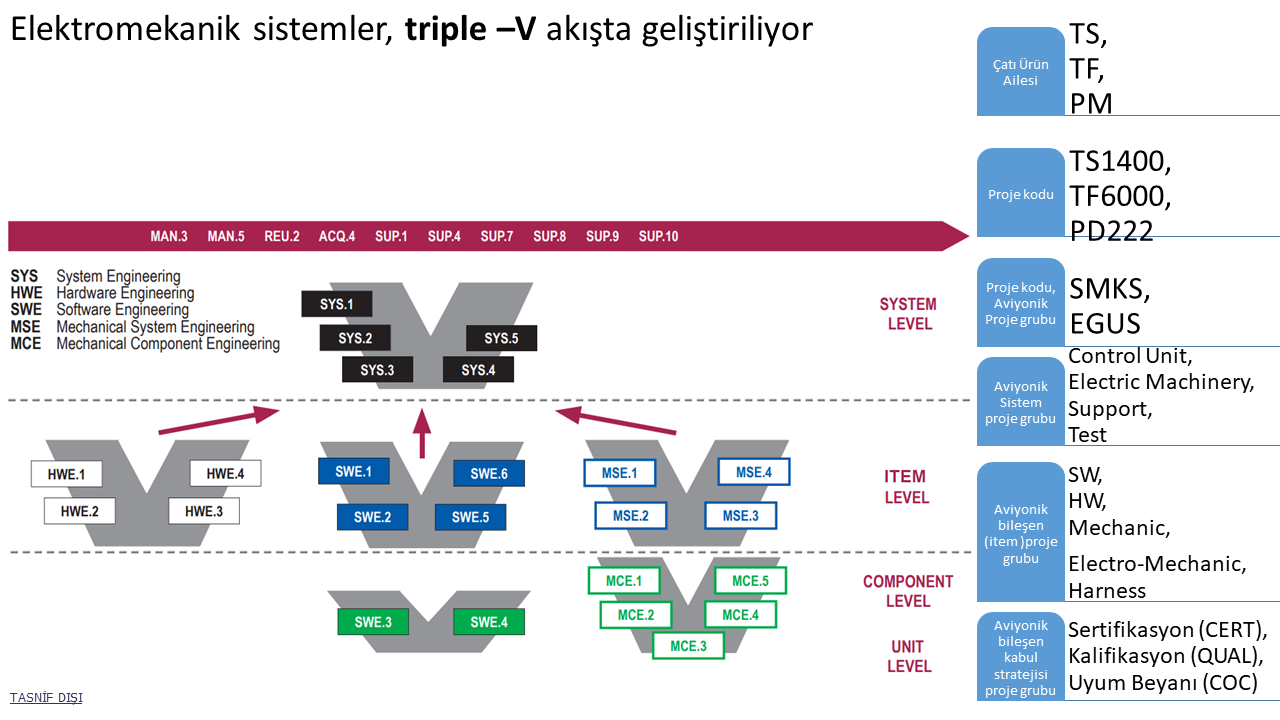 Elektromekanik sistemler, triple –V akışta geliştiriliyor
MAN.3 MAN.5 REU.2 ACQ.4 SUP.1 SUP.4 SUP.7 SUP.8 SUP.9 SUP.10
SYS System Engineering
HWE Hardware Engineering
SWE Software Engineering
MSE Mechanical System Engineering
MCE Mechanical Component Engineering
SYS.1
SYS.2 SYS.5
SYS.3 SYS.4
SYSTEM
LEVEL
HWE.1 HWE.4
HWE.2 HWE.3
SWE.1 SWE.6
SWE.2 SWE.5
MSE.1 MSE.4
MSE.2 MSE.3
ITEM
LEVEL
SWE.3 SWE.4
MCE.1 MCE.5
MCE.2 MCE.4
MCE.3
COMPONENT
LEVEL
UNIT
LEVEL
Çatı Ürün
Ailesi
TS,
TF,
PM
Proje kodu
TS1400,
TF6000,
PD222
Proje kodu,
Aviyonik
Proje grubu
SMKS,
EGUS
Aviyonik
Sistem
proje grubu
Control Unit,
Electric Machinery,
Support,
Test
Aviyonik
bileşen
(item )proje
grubu
SW,
HW,
Mechanic,
Electro-Mechanic,
Harness
Aviyonik
bileşen
kabul
stratejisi
proje grubu
Sertifikasyon (CERT),
Kalifikasyon (QUAL),
Uyum Beyanı (COC)
TASNİF DIŞI